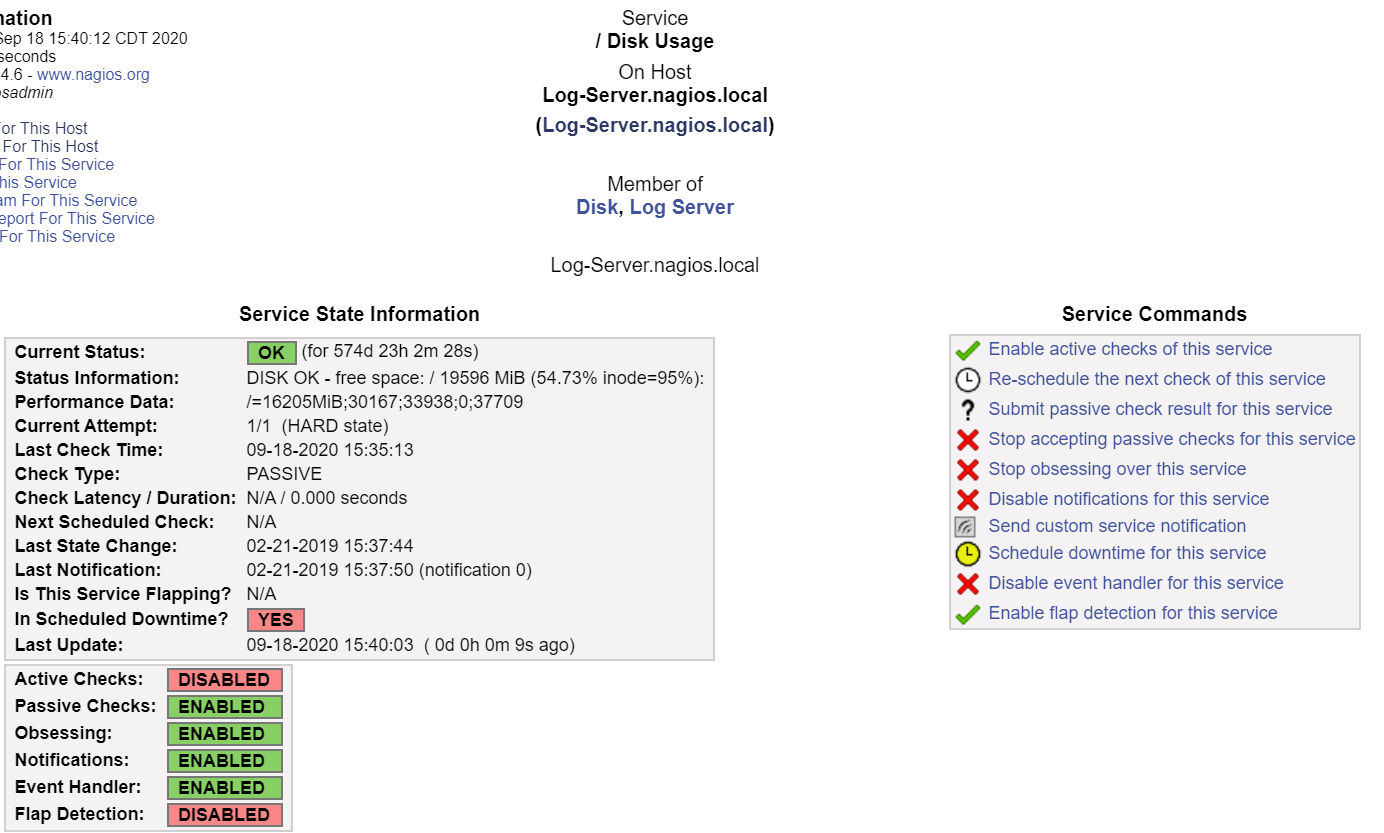 mation
Sep 18 15:40:12 CDT 2020
seconds
4.6 - www.nagios.org
osadmin
For This Host
For This Host
For This Service
his Service
am For This Service
eport For This Service
For This Service
Service
/ Disk Usage
On Host
Log-Server.nagios.local
(Log-Server.nagios.local)
Member of
Disk, Log Server
Log-Server.nagios.local
Service State Information
Current Status: OK (for 574d 23h 2m 28s)
Status Information: DISK OK - free space: / 19596 MiB (54.73% inode=95%):
Performance Data: /=16205MiB;30167;33938;0;37709
Current Attempt: 1/1 (HARD state)
Last Check Time: 09-18-2020 15:35:13
Check Type: PASSIVE
Check Latency / Duration: N/A / 0.000 seconds
Next Scheduled Check: N/A
Last State Change: 02-21-2019 15:37:44
Last Notification: 02-21-2019 15:37:50 (notification 0)
Is This Service Flapping? N/A
In Scheduled Downtime? YES
Last Update: 09-18-2020 15:40:03 ( 0d 0h 0m 9s ago)
Active Checks: DISABLED
Passive Checks: ENABLED
Obsessing: ENABLED
Notifications: ENABLED
Event Handler: ENABLED
Flap Detection: DISABLED
Service Commands
Enable active checks of this service
Re-schedule the next check of this service
Submit passive check result for this service
Stop accepting passive checks for this service
Stop obsessing over this service
Disable notifications for this service
Send custom service notification
Schedule downtime for this service
Disable event handler for this service
Enable flap detection for this service